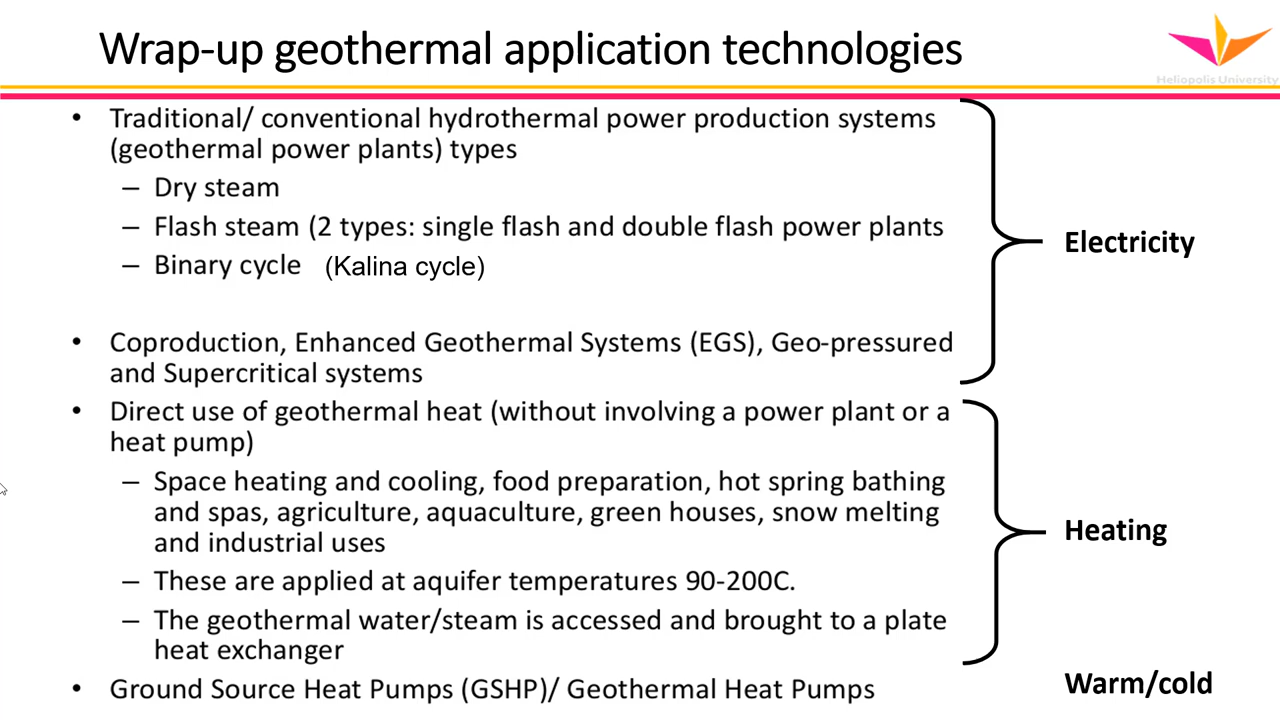 Wrap-up geothermal application technologies
Heliopolis University
• Traditional/ conventional hydrothermal power production systems
(geothermal power plants) types
– Dry steam
– Flash steam (2 types: single flash and double flash power plants
– Binary cycle (Kalina cycle)
Electricity
• Coproduction, Enhanced Geothermal Systems (EGS), Geo-pressured
and Supercritical systems
• Direct use of geothermal heat (without involving a power plant or a
heat pump)
– Space heating and cooling, food preparation, hot spring bathing
and spas, agriculture, aquaculture, green houses, snow melting
and industrial uses
Heating
– These are applied at aquifer temperatures 90-200C.
– The geothermal water/steam is accessed and brought to a plate
heat exchanger
• Ground Source Heat Pumps (GSHP)/ Geothermal Heat Pumps
Warm/cold